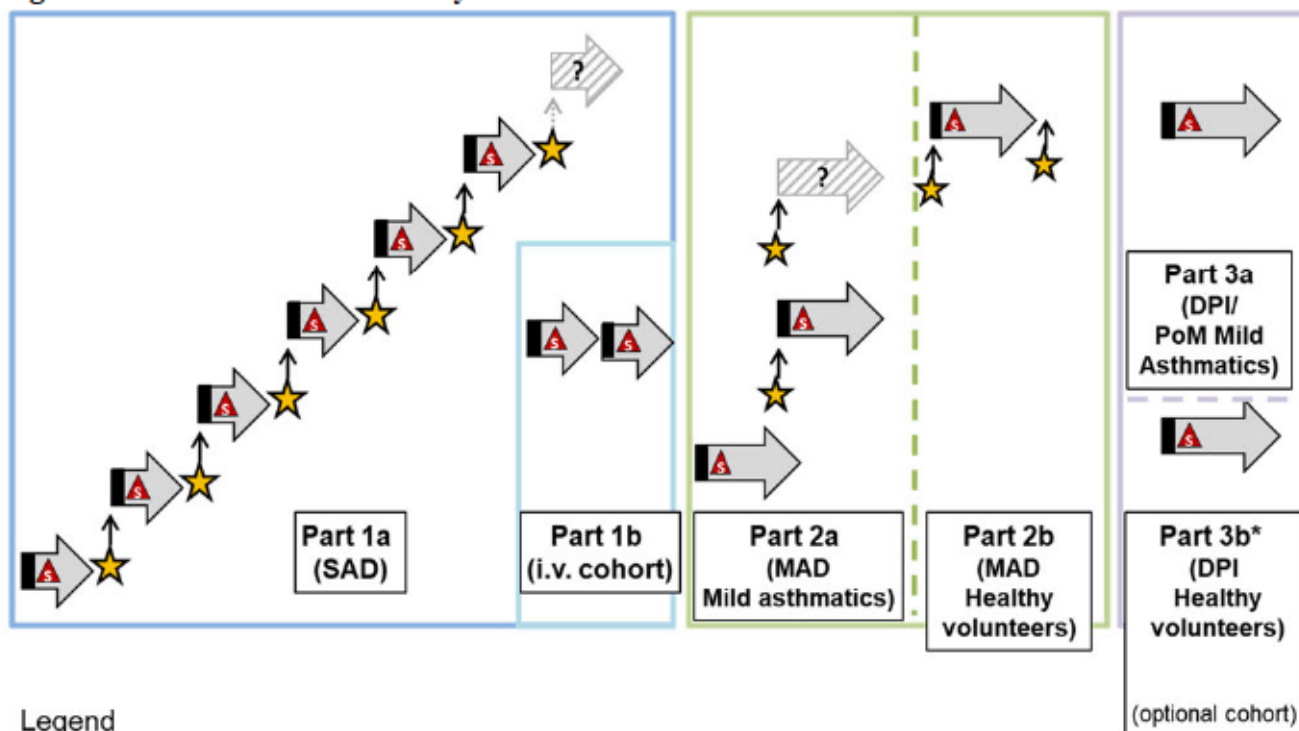 ?
S
S
S
S
S
S
Part 1a
(SAD)
S
S
Part 1b
(i.v. cohort)
?
S
S
Part 2a
(MAD
Mild asthmatics)
S
Part 2b
(MAD
Healthy
volunteers)
S
Part 3a
(DPI/
PoM Mild
Asthmatics)
S
Part 3b*
(DPI
Healthy
volunteers)
(optional cohort)
Legend